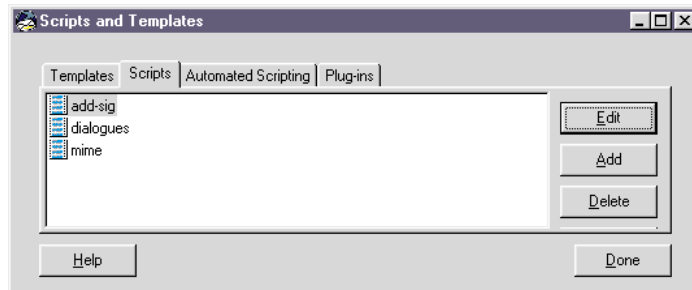 Scripts and Templates
Templates Scripts Automated Scripting Plug-ins
add-sig
dialogues
mime
Edit
Add
Delete
Help Done